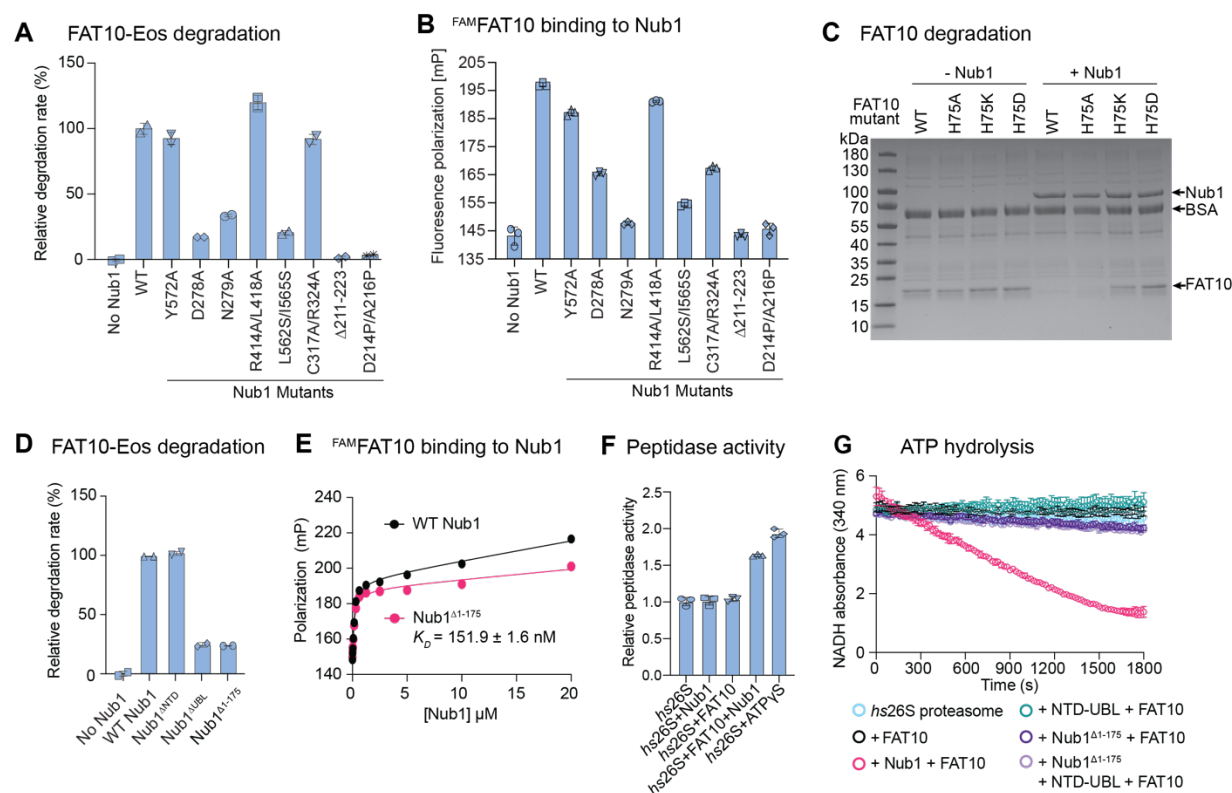 A FAT10-Eos degradation
Relative degrdation rate (%)
150
100
50
0
No Nub1
WT
Y572A
D278A
N279A
R414A/L418A
L562S/I565S
C317A/R324A
Δ211-223
D214P/A216P
Nub1 Mutants
B FAMFAT10 binding to Nub1
Fluoresence polarization [mP]
205
195
185
175
165
155
145
135
No Nub1
WT
Y572A
D278A
N279A
R414A/L418A
L562S/I565S
C317A/R324A
Δ211-223
D214P/A216P
Nub1 Mutants
C FAT10 degradation
- Nub1 + Nub1
FAT10
mutant
WT H75A H75K H75D WT H75A H75K H75D
kDa
180
130
100
70
55
40
35
25
15
10
Nub1
BSA
FAT10
D FAT10-Eos degradation
Relative degrdation rate (%)
150
100
50
0
No Nub1
WT Nub1
Nub1ΔNTD
Nub1ΔUBL
Nub1Δ1-175
E FAMFAT10 binding to Nub1
Polarization (mP)
220
200
180
160
140
WT Nub1
Nub1Δ1-175
KD = 151.9 ± 1.6 nM
0 5 10 15 20
[Nub1] µM
F Peptidase activity
Relative peptidase activity
2.5
2.0
1.5
1.0
0.5
0.0
hs26S
hs26S+Nub1
hs26S+FAT10
hs26S+FAT10+Nub1
hs26S+ATPγS
G ATP hydrolysis
NADH absorbance (340 nm)
6
4
2
0
0 300 600 900 1200 1500 1800
Time (s)
hs26S proteasome
+ FAT10
+ Nub1 + FAT10
+ NTD-UBL + FAT10
+ Nub1Δ1-175 + FAT10
+ Nub1Δ1-175
+ NTD-UBL + FAT10